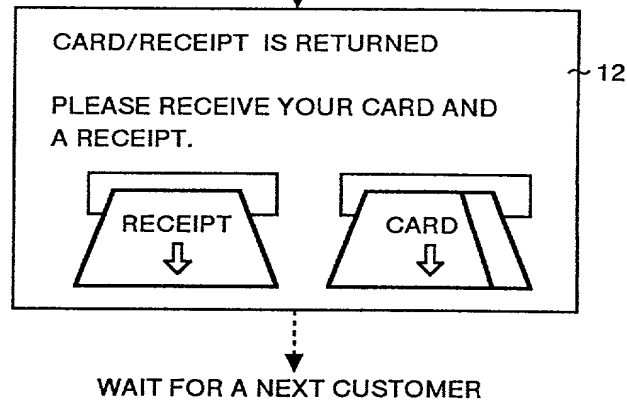 CARD/RECEIPT IS RETURNED
~ 12
PLEASE RECEIVE YOUR CARD AND
A RECEIPT.
RECEIPT
CARD
WAIT FOR A NEXT CUSTOMER